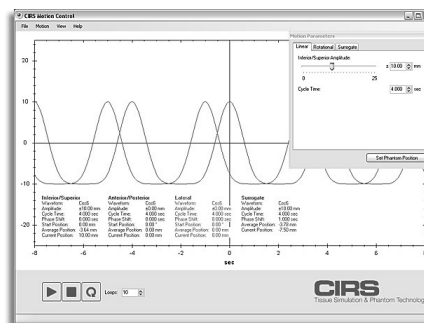 CIRS Motion Control
File Motion View Help
Motion Parameters
Linear Rotational Surrogate
Interior/Superior Amplitude
± 10.00 mm
0 25
Cycle Time: 4.000 sec
Set Phantom Position
20
10
0
-10
-20
-8 -6 -4 -2 0 2 4 6 8
sec
Interior/Superior
Waveform: Cos6
Amplitude: ±10.00 mm
Cycle Time: 4.000 sec
Phase Shift: 0.000 sec
Start Position: 0.00 mm
Average Position: -3.64 mm
Current Position: 10.00 mm
Anterior/Posterior
Waveform: Cos6
Amplitude: ±0.00 mm
Cycle Time: 4.000 sec
Phase Shift: 0.000 sec
Start Position: 0.00 °
Average Position: 0.00 mm
Current Position: 0.00 mm
Lateral
Waveform: Cos6
Amplitude: ±0.00 mm
Cycle Time: 4.000 sec
Phase Shift: 0.000 sec
Start Position: 0.00 °
Average Position: 0.00 mm
Current Position: 0.00 mm
Surrogate
Waveform: Cos6
Amplitude: ±10.00 mm
Cycle Time: 4.000 sec
Phase Shift: 1.000 sec
Average Position: -3.78 mm
Current Position: -7.50 mm
Loops: 10
CIRS
Tissue Simulation & Phantom Technology